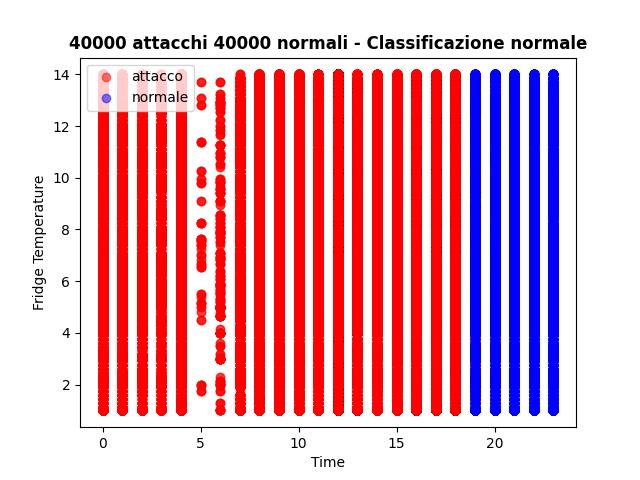 40000 attacchi 40000 normali - Classificazione normale
attacco
normale
14
12
10
8
6
4
2
Fridge Temperature
0 5 10 15 20
Time